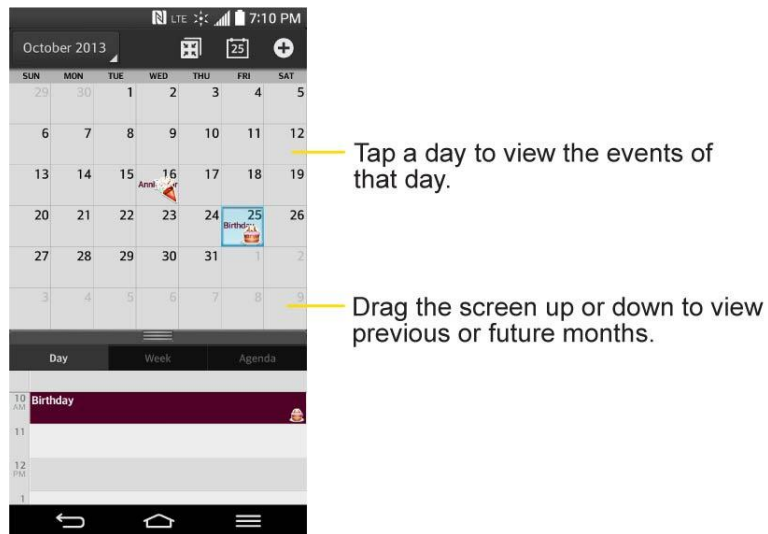 LTE 7:10 PM
October 2013 25
SUN MON TUE WED THU FRI SAT
29 30 1 2 3 4 5
6 7 8 9 10 11 12
Tap a day to view the events of
that day.
13 14 15 16 17 18 19
20 21 22 23 24 25 26
Birthday
27 28 29 30 31 1 2
3 4 5 6 7 8 9
Drag the screen up or down to view
previous or future months.
Day Week Agenda
10 AM Birthday
11
12 PM
1